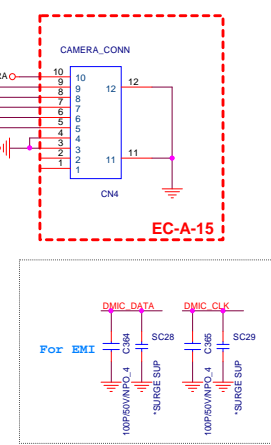 CAMERA_CONN
RA
10 10
9 9
8 8
7 7
6 6
5 5
4 4
3 3
2 2
1 1
12 12
11 11
CN4
EC-A-15
DMIC_DATA
DMIC_CLK
For EMI
C364
SC28
C365
SC29
100P/50V/NPO_4
*SURGE SUP
100P/50V/NPO_4
*SURGE SUP